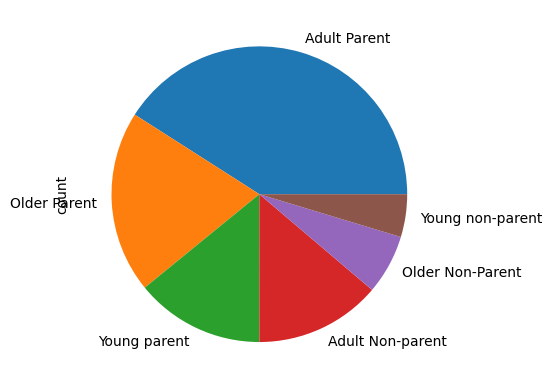 Adult Parent
Older Parent
count
Young parent
Adult Non-parent
Older Non-Parent
Young non-parent